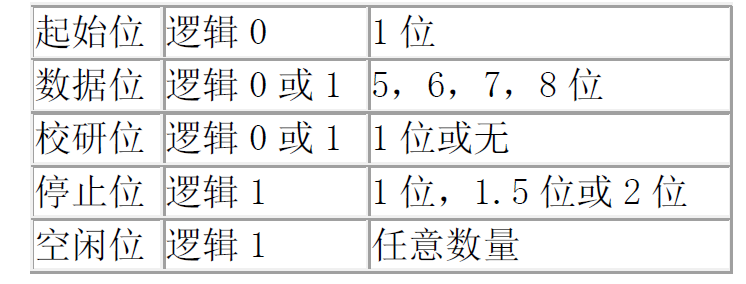 起始位 逻辑 0 1 位
数据位 逻辑 0 或 1 5，6，7，8 位
校研位 逻辑 0 或 1 1 位或无
停止位 逻辑 1 1 位，1.5 位或 2 位
空闲位 逻辑 1 任意数量